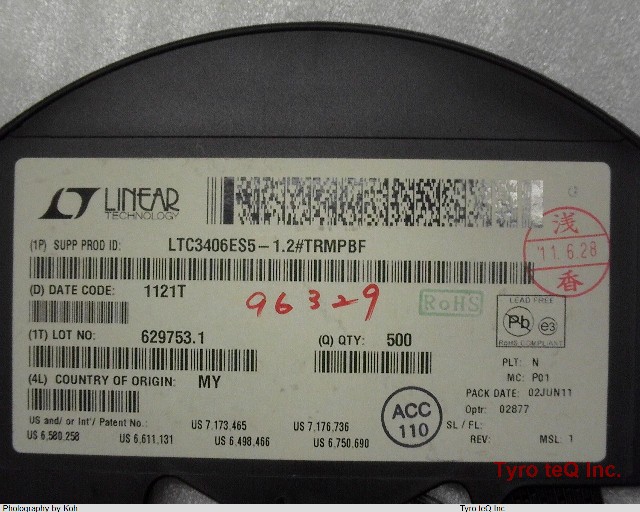 LT LINEAR
TECHNOLOGY
(1P) SUPP PROD ID: LTC3406ES5-1.2#TRMPBF
浅
'11.6.28
香
(D) DATE CODE: 1121T
96329
RoHS
LEAD FREE
Pb e3
RoHS COMPLIANT
(1T) LOT NO: 629753.1
(Q) QTY: 500
PLT: N
MC: P01
(4L) COUNTRY OF ORIGIN: MY
PACK DATE: 02JUN11
Optr: 02877
ACC
110
SL / FL:
REV: MSL: 1
US and/ or Int'/ Patent No.: US 7,173,465 US 7,176,736
US 6,580,258 US 6,611,131 US 6,498,466 US 6,750,690
Tyro teQ Inc.
Photography by Koh Tyro teQ Inc